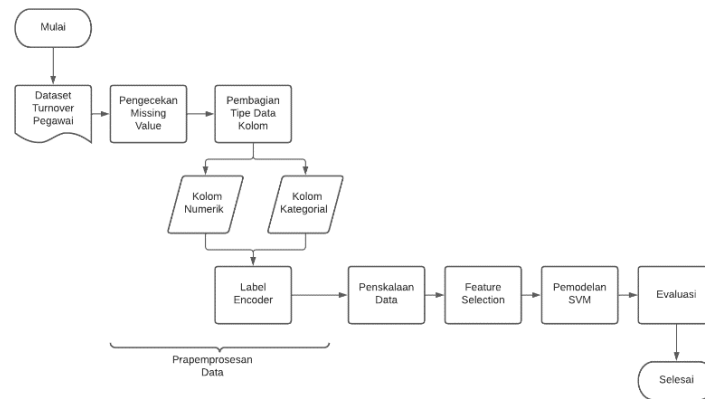 Mulai
Dataset
Turnover
Pegawai
Pengecekan
Missing
Value
Pembagian
Tipe Data
Kolom
Kolom
Numerik
Kolom
Kategorial
Label
Encoder
Penskalaan
Data
Feature
Selection
Pemodelan
SVM
Evaluasi
Prapemprosesan
Data
Selesai